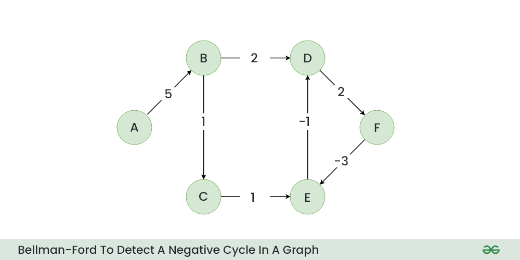 B
2
D
5
2
A
1
-1
F
-3
C
1
E
Bellman-Ford To Detect A Negative Cycle In A Graph